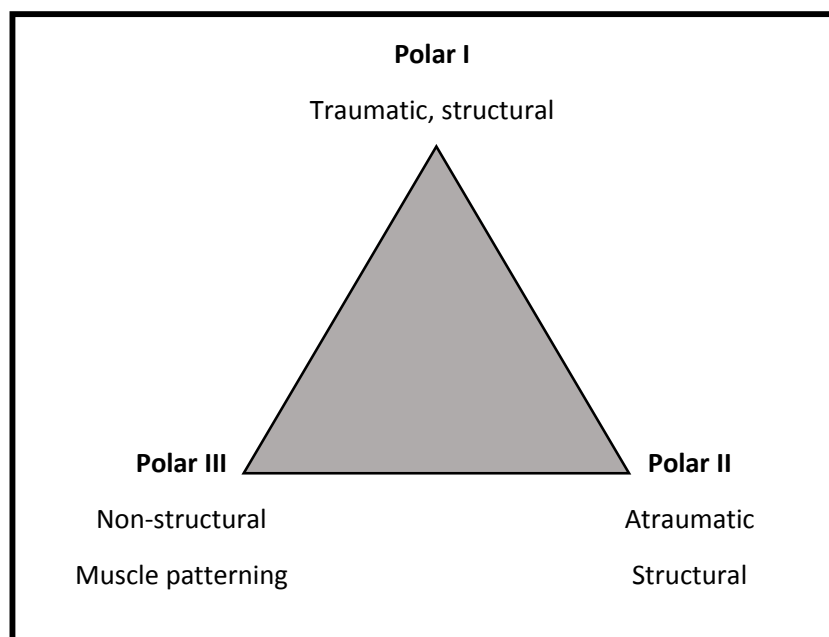 Polar I
Traumatic, structural
Polar III
Non-structural
Muscle patterning
Polar II
Atraumatic
Structural